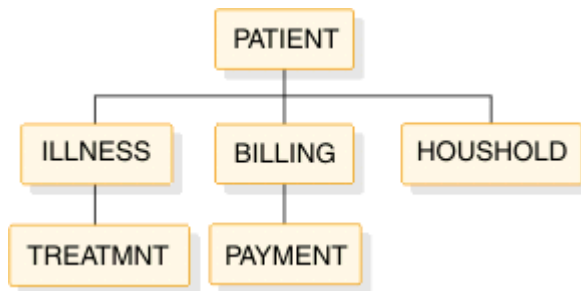 PATIENT
ILLNESS
BILLING
HOUSHOLD
TREATMNT
PAYMENT